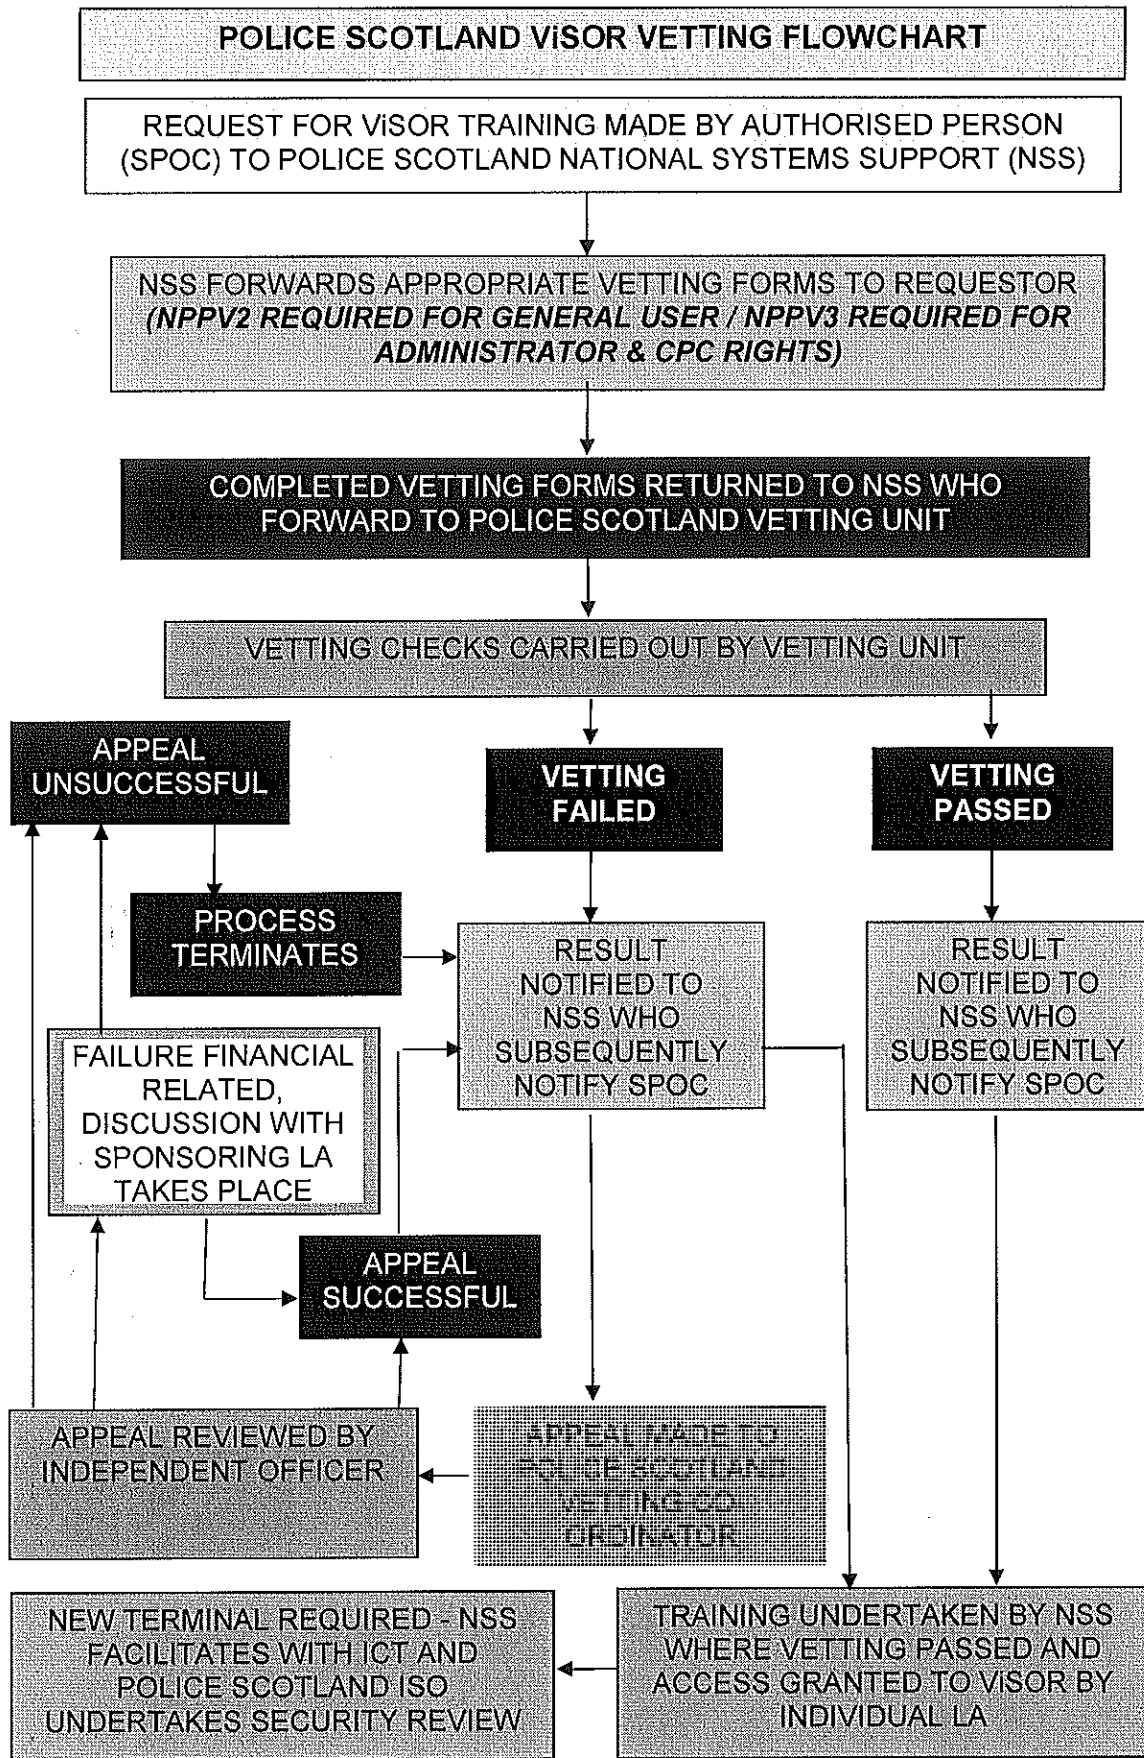 POLICE SCOTLAND ViSOR VETTING FLOWCHART
REQUEST FOR ViSOR TRAINING MADE BY AUTHORISED PERSON
(SPOC) TO POLICE SCOTLAND NATIONAL SYSTEMS SUPPORT (NSS)
NSS FORWARDS APPROPRIATE VETTING FORMS TO REQUESTOR
(NPPV2 REQUIRED FOR GENERAL USER / NPPV3 REQUIRED FOR
ADMINISTRATOR & CPC RIGHTS)
COMPLETED VETTING FORMS RETURNED TO NSS WHO
FORWARD TO POLICE SCOTLAND VETTING UNIT
VETTING CHECKS CARRIED OUT BY VETTING UNIT
APPEAL
UNSUCCESSFUL
VETTING
FAILED
VETTING
PASSED
PROCESS
TERMINATES
RESULT
NOTIFIED TO
NSS WHO
SUBSEQUENTLY
NOTIFY SPOC
RESULT
NOTIFIED TO
NSS WHO
SUBSEQUENTLY
NOTIFY SPOC
FAILURE FINANCIAL
RELATED,
DISCUSSION WITH
SPONSORING LA
TAKES PLACE
APPEAL
SUCCESSFUL
APPEAL REVIEWED BY
INDEPENDENT OFFICER
APPEAL MADE TO
POLICE SCOTLAND
VETTING CO
ORDINATOR
NEW TERMINAL REQUIRED - NSS
FACILITATES WITH ICT AND
POLICE SCOTLAND ISO
UNDERTAKES SECURITY REVIEW
TRAINING UNDERTAKEN BY NSS
WHERE VETTING PASSED AND
ACCESS GRANTED TO ViSOR BY
INDIVIDUAL LA